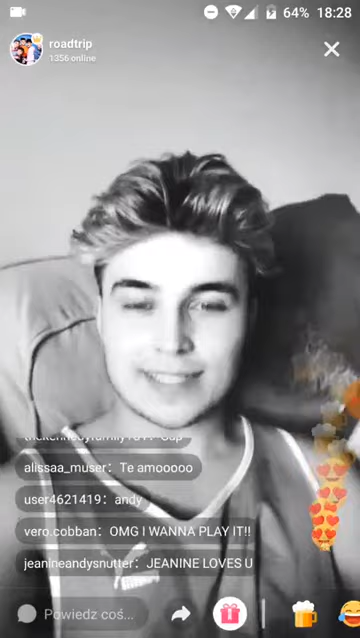 64% 18:28
roadtrip
1356 online
alissaa_muser: Te amooooo
user4621419: andy
vero.cobban: OMG I WANNA PLAY IT!!
jeanineandysnutter: JEANINE LOVES U
Powiedz coś...